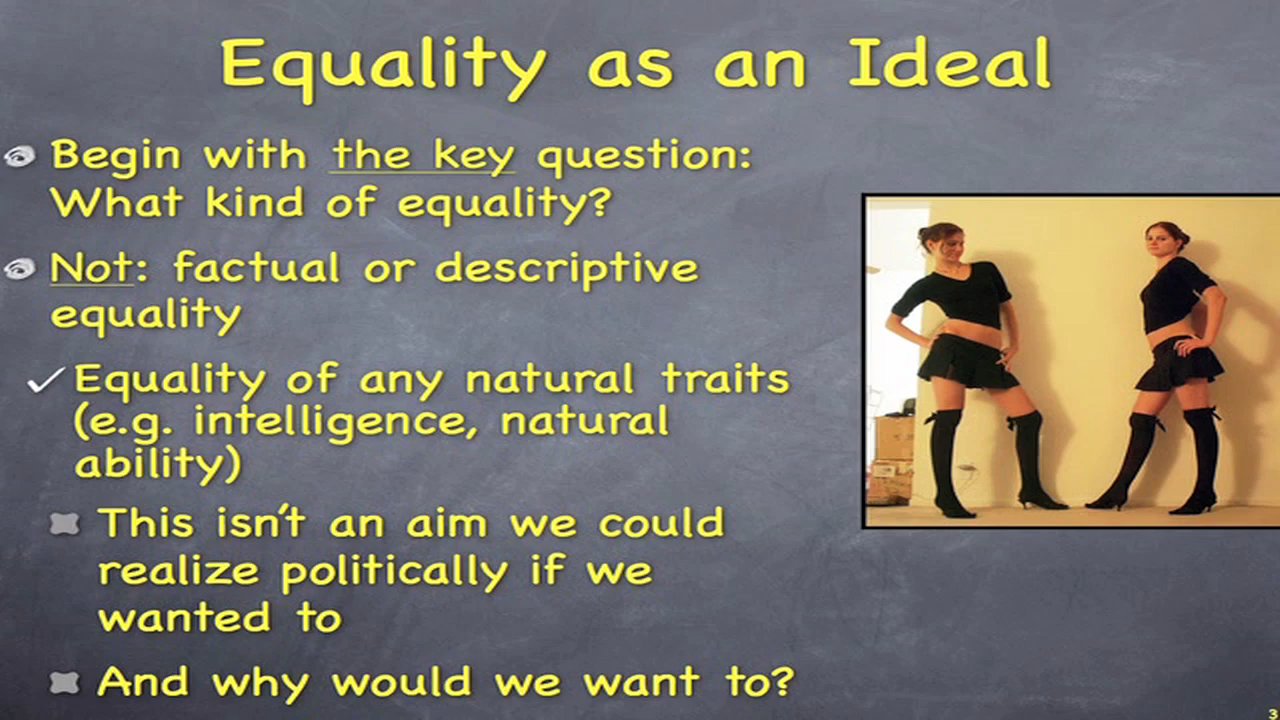 Equality as an Ideal
Begin with the key question:
What kind of equality?
Not: factual or descriptive
equality
Equality of any natural traits
(e.g. intelligence, natural
ability)
This isn't an aim we could
realize politically if we
wanted to
And why would we want to?
3